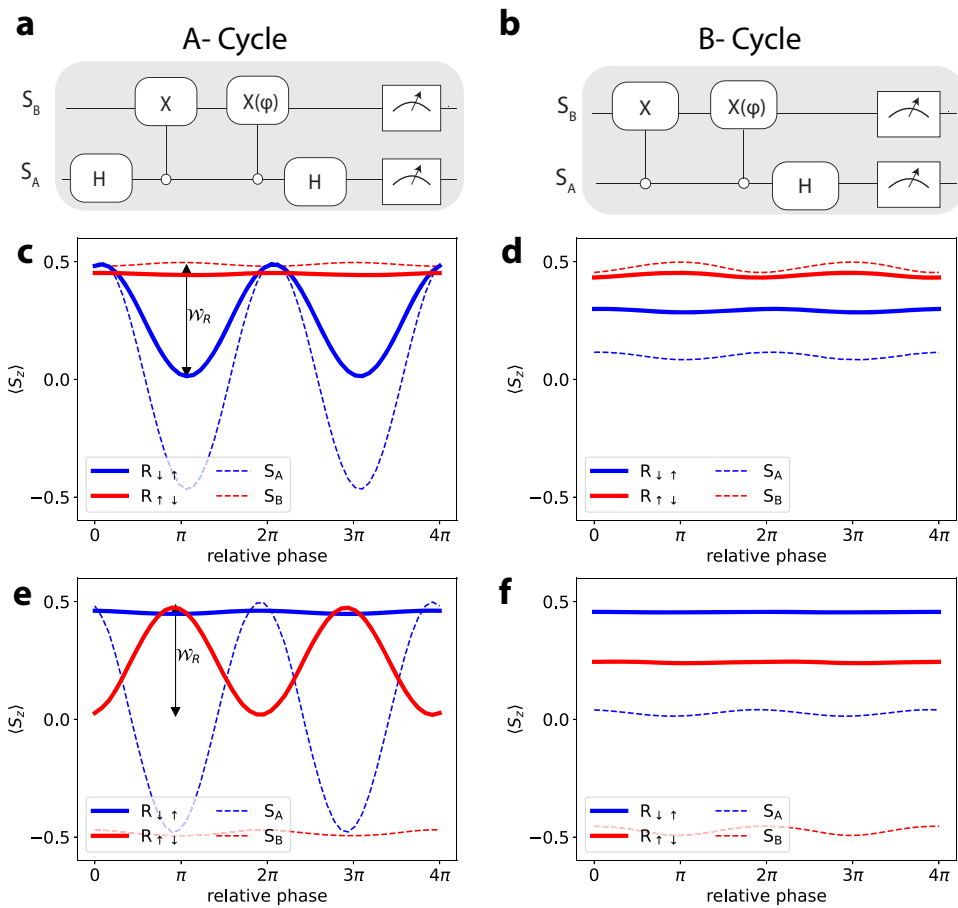 a
A- Cycle
S_B
X
X(φ)
S_A
H
H
b
B- Cycle
S_B
X
X(φ)
S_A
H
c
0.5
0.0
−0.5
⟨S_z⟩
𝒲_R
R↓↑
S_A
R↑↓
S_B
0
π
2π
3π
4π
relative phase
d
0.5
0.0
−0.5
⟨S_z⟩
R↓↑
S_A
R↑↓
S_B
0
π
2π
3π
4π
relative phase
e
0.5
0.0
−0.5
⟨S_z⟩
𝒲_R
R↓↑
S_A
R↑↓
S_B
0
π
2π
3π
4π
relative phase
f
0.5
0.0
−0.5
⟨S_z⟩
R↓↑
S_A
R↑↓
S_B
0
π
2π
3π
4π
relative phase